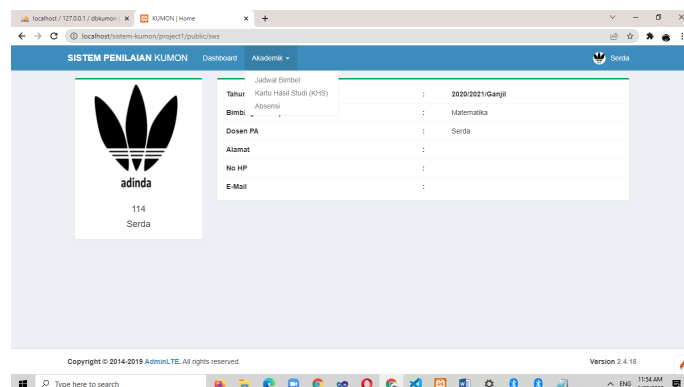 localhost / 127.0.0.1 / dbkumon
KUMON | Home
localhost/sistem-kumon/project1/public/sws
SISTEM PENILAIAN KUMON Dashboard Akademik Serda
Jadwal Bimbel
Kartu Hasil Studi (KHS)
Absensi
: 2020/2021/Ganjil
: Matematika
Dosen PA : Serda
Alamat :
No HP :
E-Mail :
adinda
114
Serda
Copyright © 2014-2019 AdminLTE. All rights reserved. Version 2.4.18
Type here to search
ENG 11:54 AM